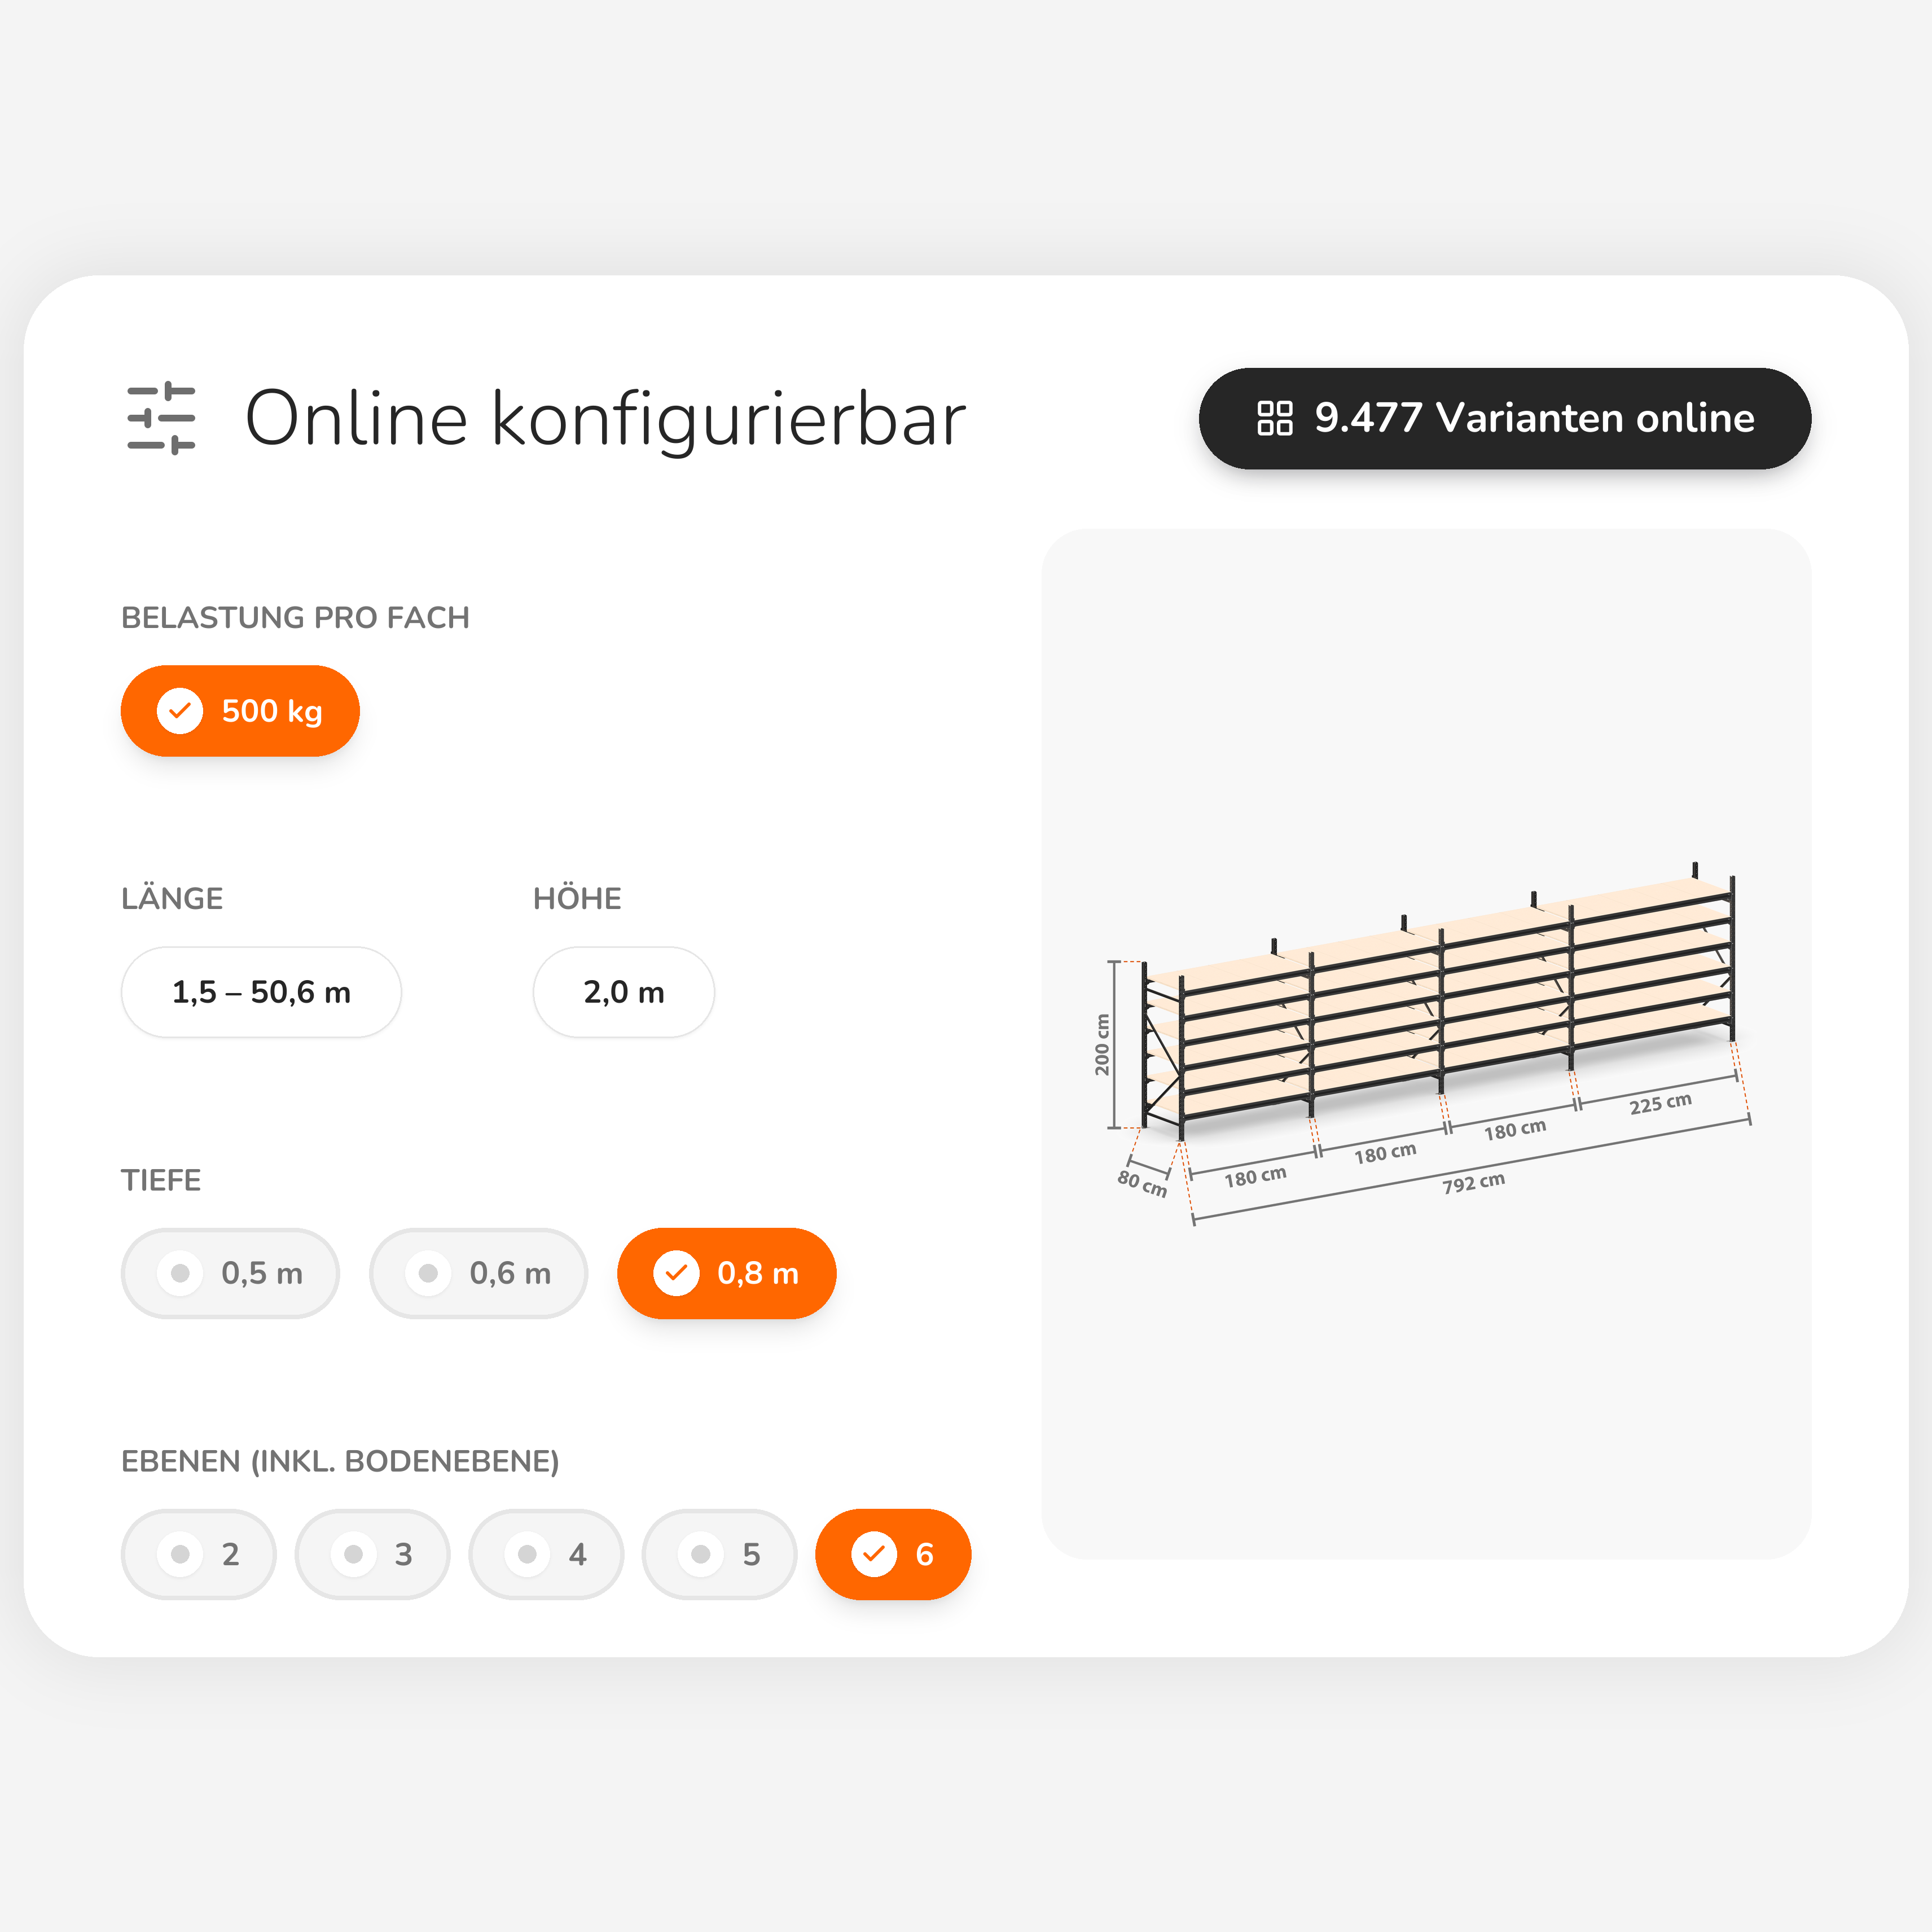 Online konfigurierbar
9.477 Varianten online
BELASTUNG PRO FACH
500 kg
LÄNGE
HÖHE
1,5 – 50,6 m
2,0 m
TIEFE
0,5 m
0,6 m
0,8 m
EBENEN (INKL. BODENEBENE)
2
3
4
5
6
200 cm
80 cm
180 cm
180 cm
180 cm
225 cm
792 cm